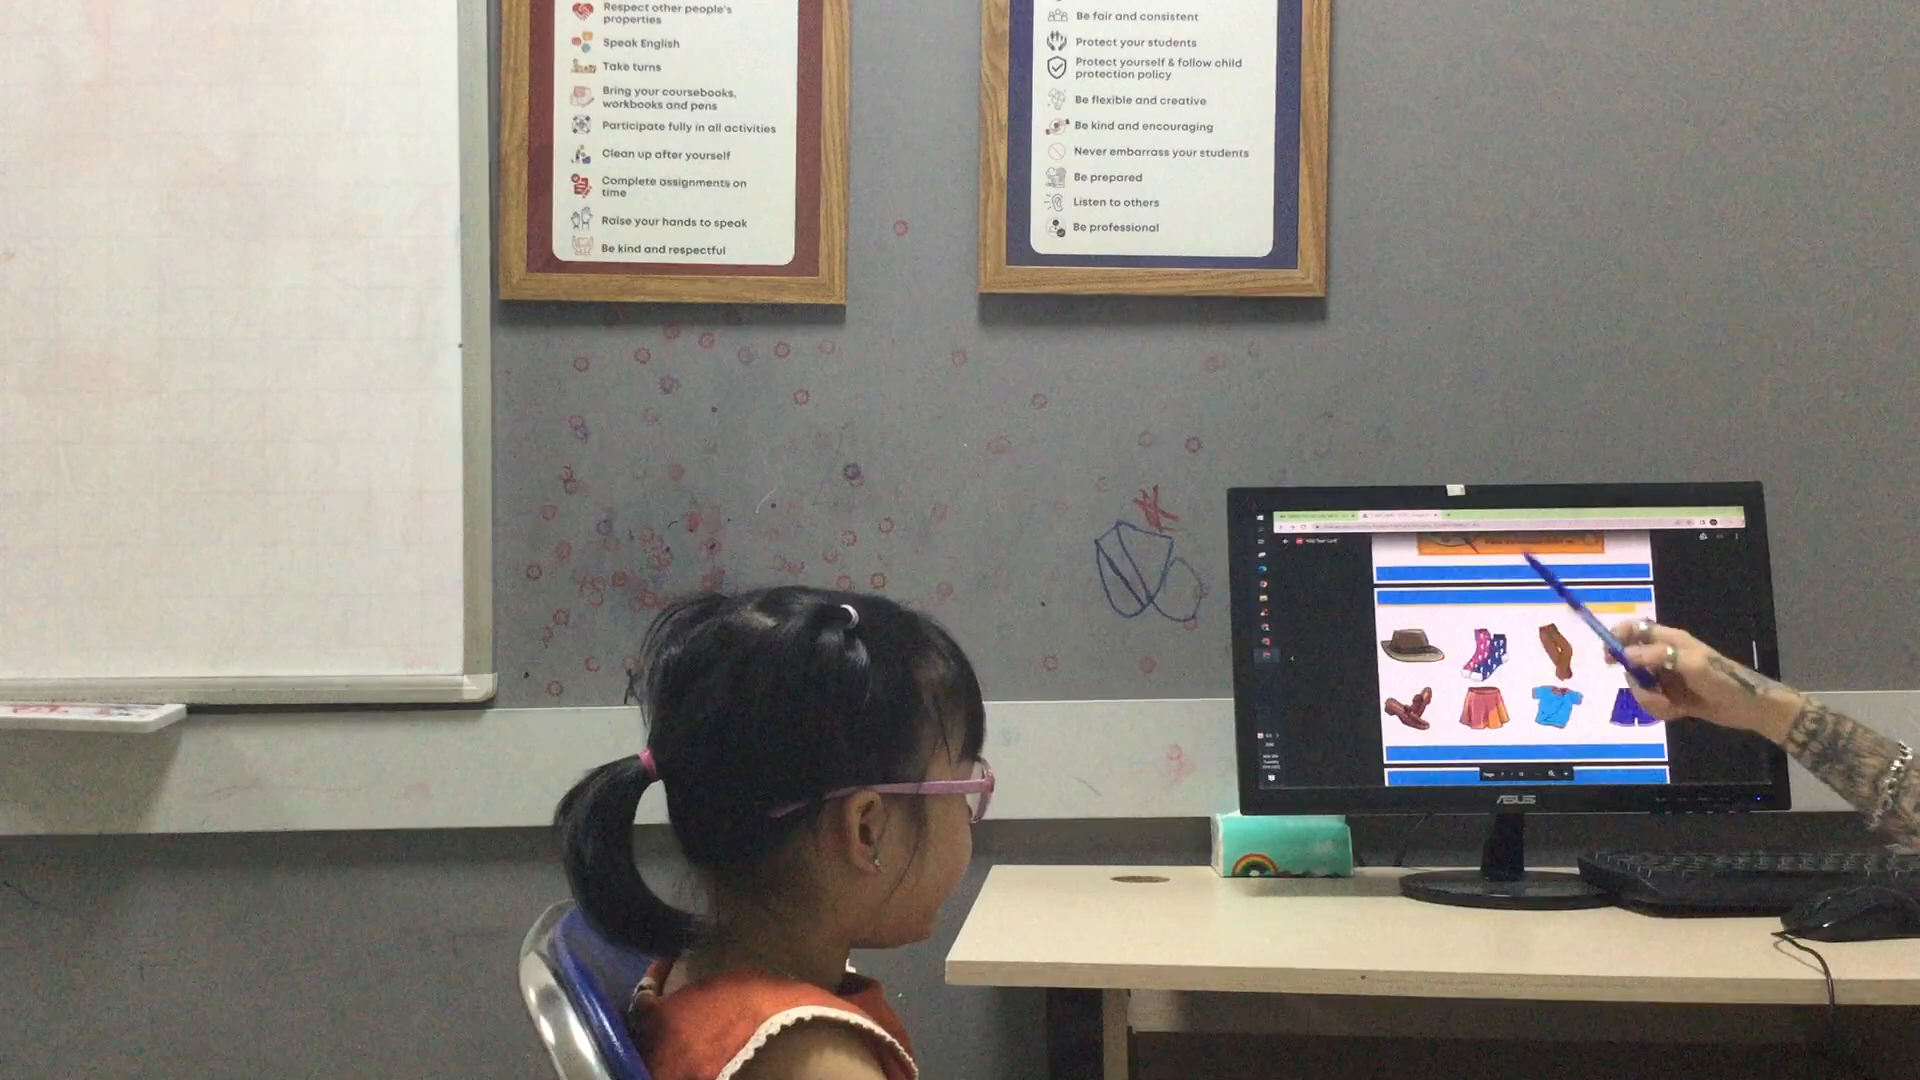 Respect other people's
properties
Speak English
Take turns
Bring your coursebooks,
workbooks and pens
Participate fully in all activities
Clean up after yourself
Complete assignments on
time
Raise your hands to speak
Be kind and respectful
Be fair and consistent
Protect your students
Protect yourself & follow child
protection policy
Be flexible and creative
Be kind and encouraging
Never embarrass your students
Be prepared
Listen to others
Be professional
Page
ASUS